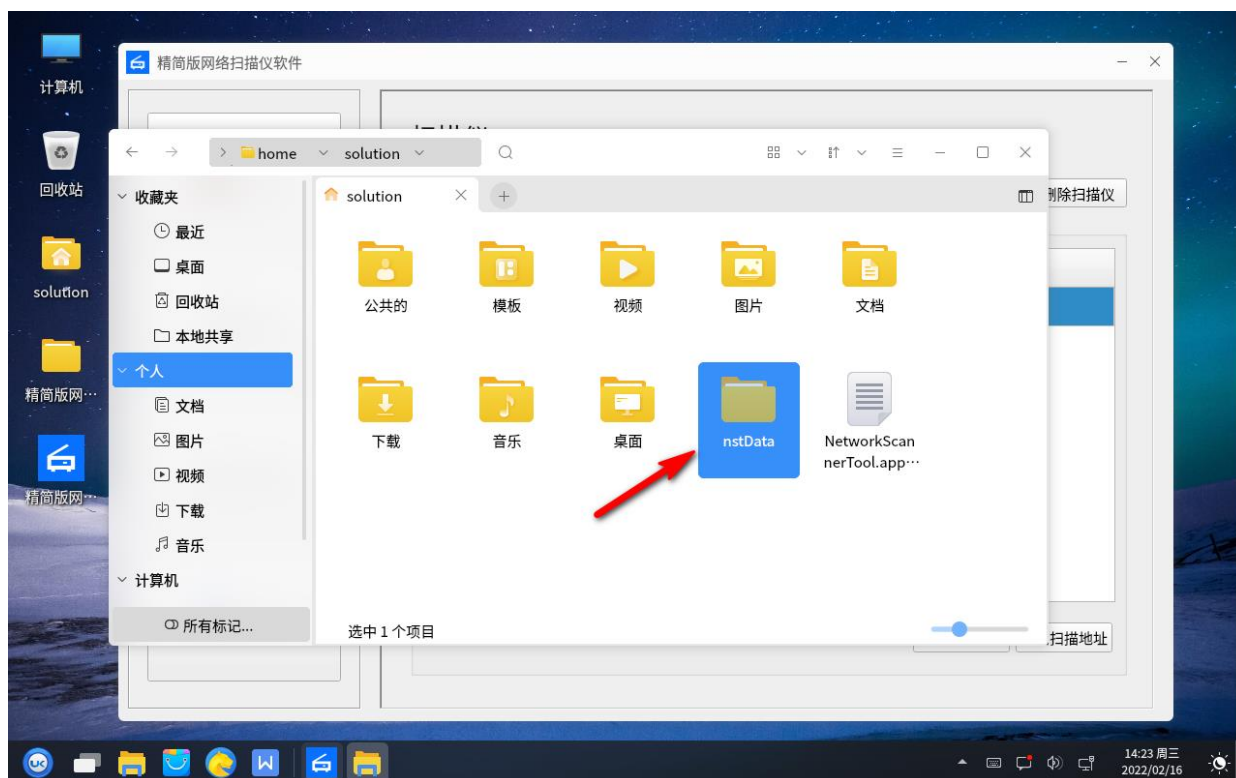 计算机
回收站
solution
精简版网…
精简版网…
精简版网络扫描仪软件
home
solution
收藏夹
最近
桌面
回收站
本地共享
个人
文档
图片
视频
下载
音乐
计算机
所有标记...
solution
公共的
模板
视频
图片
文档
下载
音乐
桌面
nstData
NetworkScan
nerTool.app…
选中 1 个项目
删除扫描仪
扫描地址
14:23 周三
2022/02/16